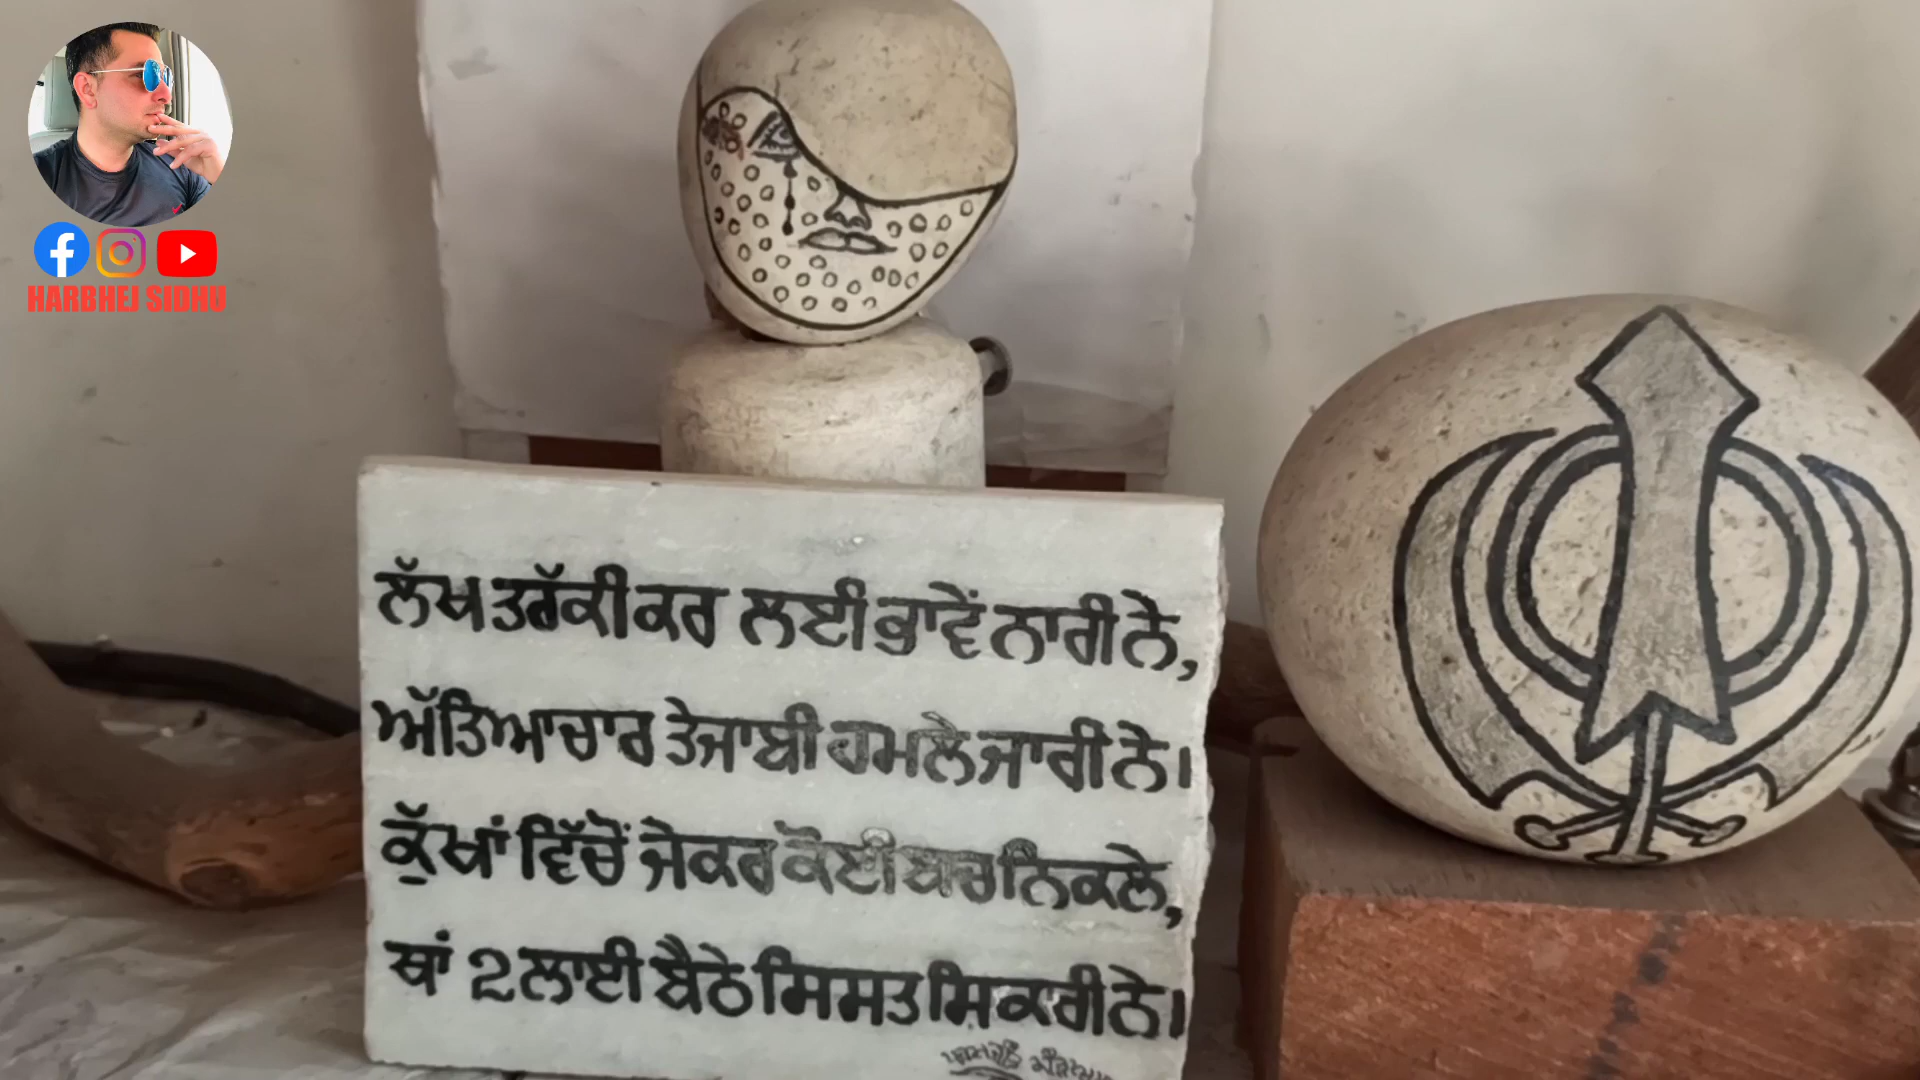 HARBHEJ SIDHU
ਲੱਖ ਤਰੱਕੀ ਕਰ ਲਈ ਭਾਵੇਂ ਨਾਰੀ ਨੇ,
ਅੱਤਿਆਚਾਰ ਤੇਜਾਬੀ ਹਮਲੇ ਜਾਰੀ ਨੇ।
ਕੁੱਖਾਂ ਵਿੱਚੋਂ ਜੇਕਰ ਕੋਈ ਬਚ ਨਿਕਲੇ,
ਥਾਂ 2 ਲਾਈ ਬੈਠੇ ਸਿਸਤ ਸ਼ਿਕਾਰੀ ਨੇ।